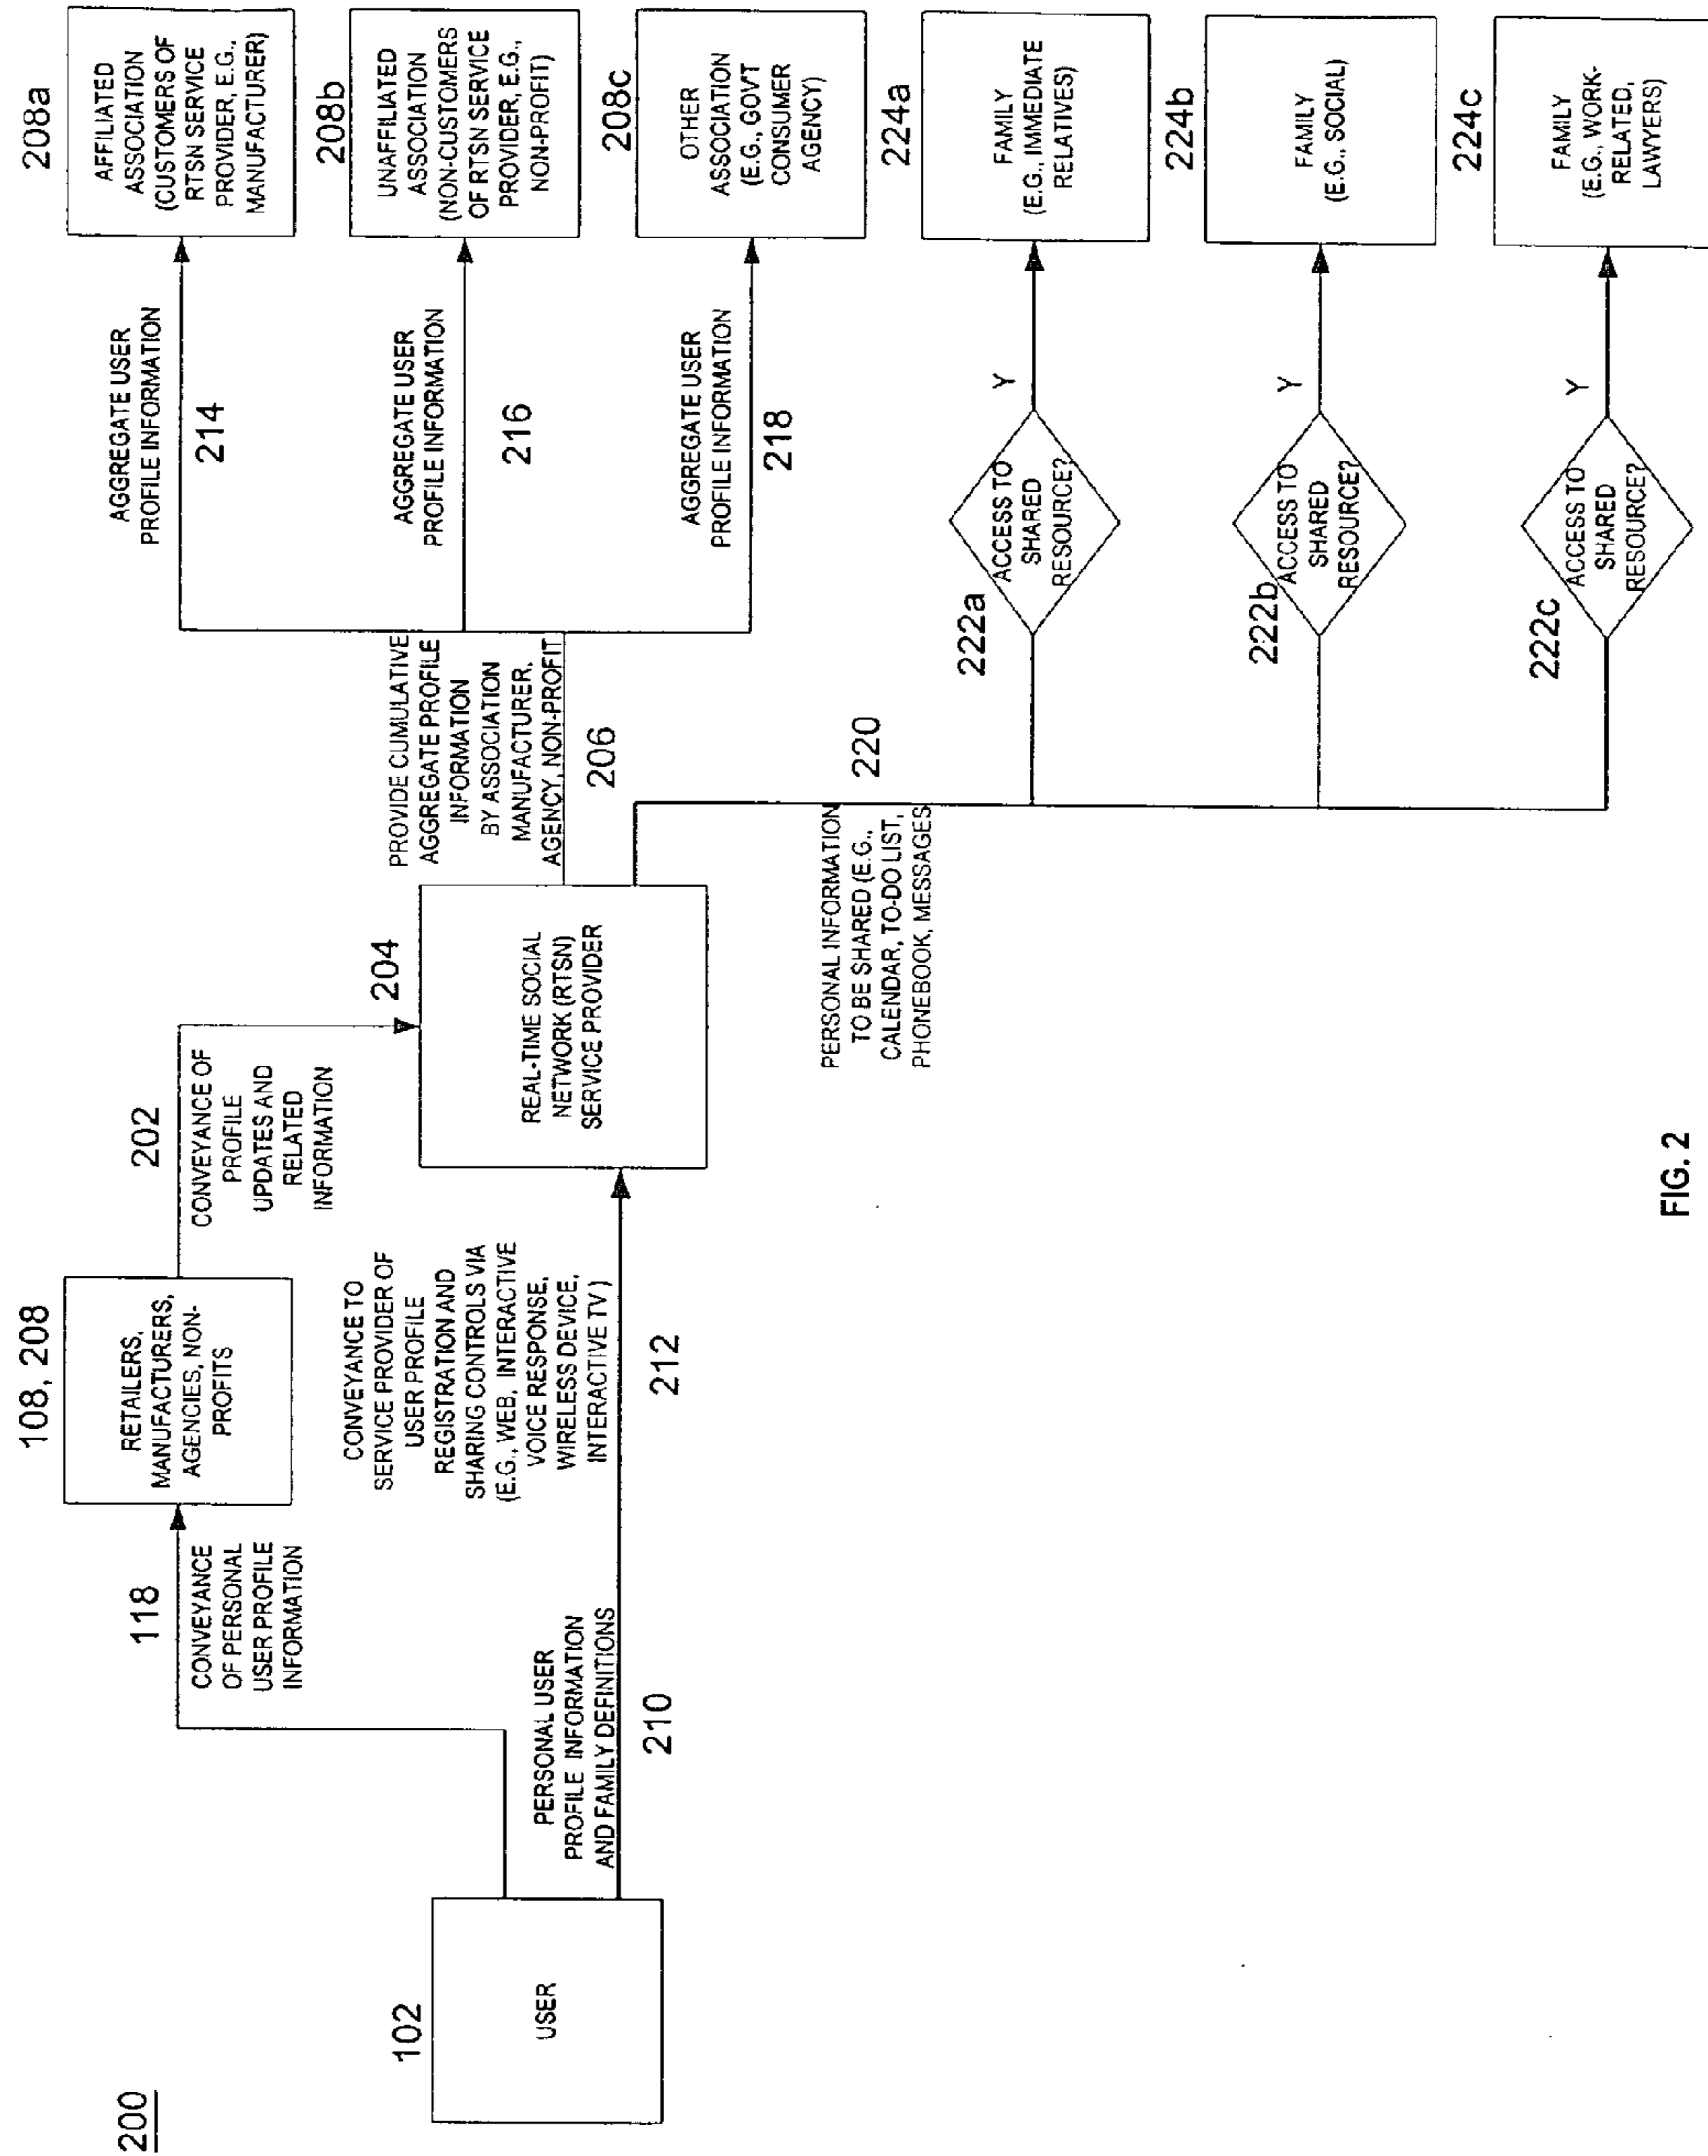 200
102
USER
118
CONVEYANCE
OF PERSONAL
USER PROFILE
INFORMATION
PERSONAL USER
PROFILE INFORMATION
AND FAMILY DEFINITIONS
210
108, 208
RETAILERS,
MANUFACTURERS,
AGENCIES, NON-
PROFITS
CONVEYANCE TO
SERVICE PROVIDER OF
USER PROFILE
REGISTRATION AND
SHARING CONTROLS VIA
(E.G., WEB, INTERACTIVE
VOICE RESPONSE,
WIRELESS DEVICE,
INTERACTIVE TV )
212
202
CONVEYANCE OF
PROFILE
UPDATES AND
RELATED
INFORMATION
204
REAL-TIME SOCIAL
NETWORK (RTSN)
SERVICE PROVIDER
PROVIDE CUMULATIVE
AGGREGATE PROFILE
INFORMATION
BY ASSOCIATION
MANUFACTURER,
AGENCY, NON-PROFIT
206
PERSONAL INFORMATION
TO BE SHARED (E.G.,
CALENDAR, TO-DO LIST,
PHONEBOOK, MESSAGES
220
AGGREGATE USER
PROFILE INFORMATION
214
AGGREGATE USER
PROFILE INFORMATION
216
AGGREGATE USER
PROFILE INFORMATION
218
222a
ACCESS TO
SHARED
RESOURCE?
Y
222b
ACCESS TO
SHARED
RESOURCE?
Y
222c
ACCESS TO
SHARED
RESOURCE?
Y
208a
AFFILIATED
ASSOCIATION
(CUSTOMERS OF
RTSN SERVICE
PROVIDER, E.G.,
MANUFACTURER)
208b
UNAFFILIATED
ASSOCIATION
(NON-CUSTOMERS
OF RTSN SERVICE
PROVIDER, E.G.,
NON-PROFIT)
208c
OTHER
ASSOCIATION
(E.G., GOVT
CONSUMER
AGENCY)
224a
FAMILY
(E.G., IMMEDIATE
RELATIVES)
224b
FAMILY
(E.G., SOCIAL)
224c
FAMILY
(E.G., WORK-
RELATED,
LAWYERS)
FIG. 2